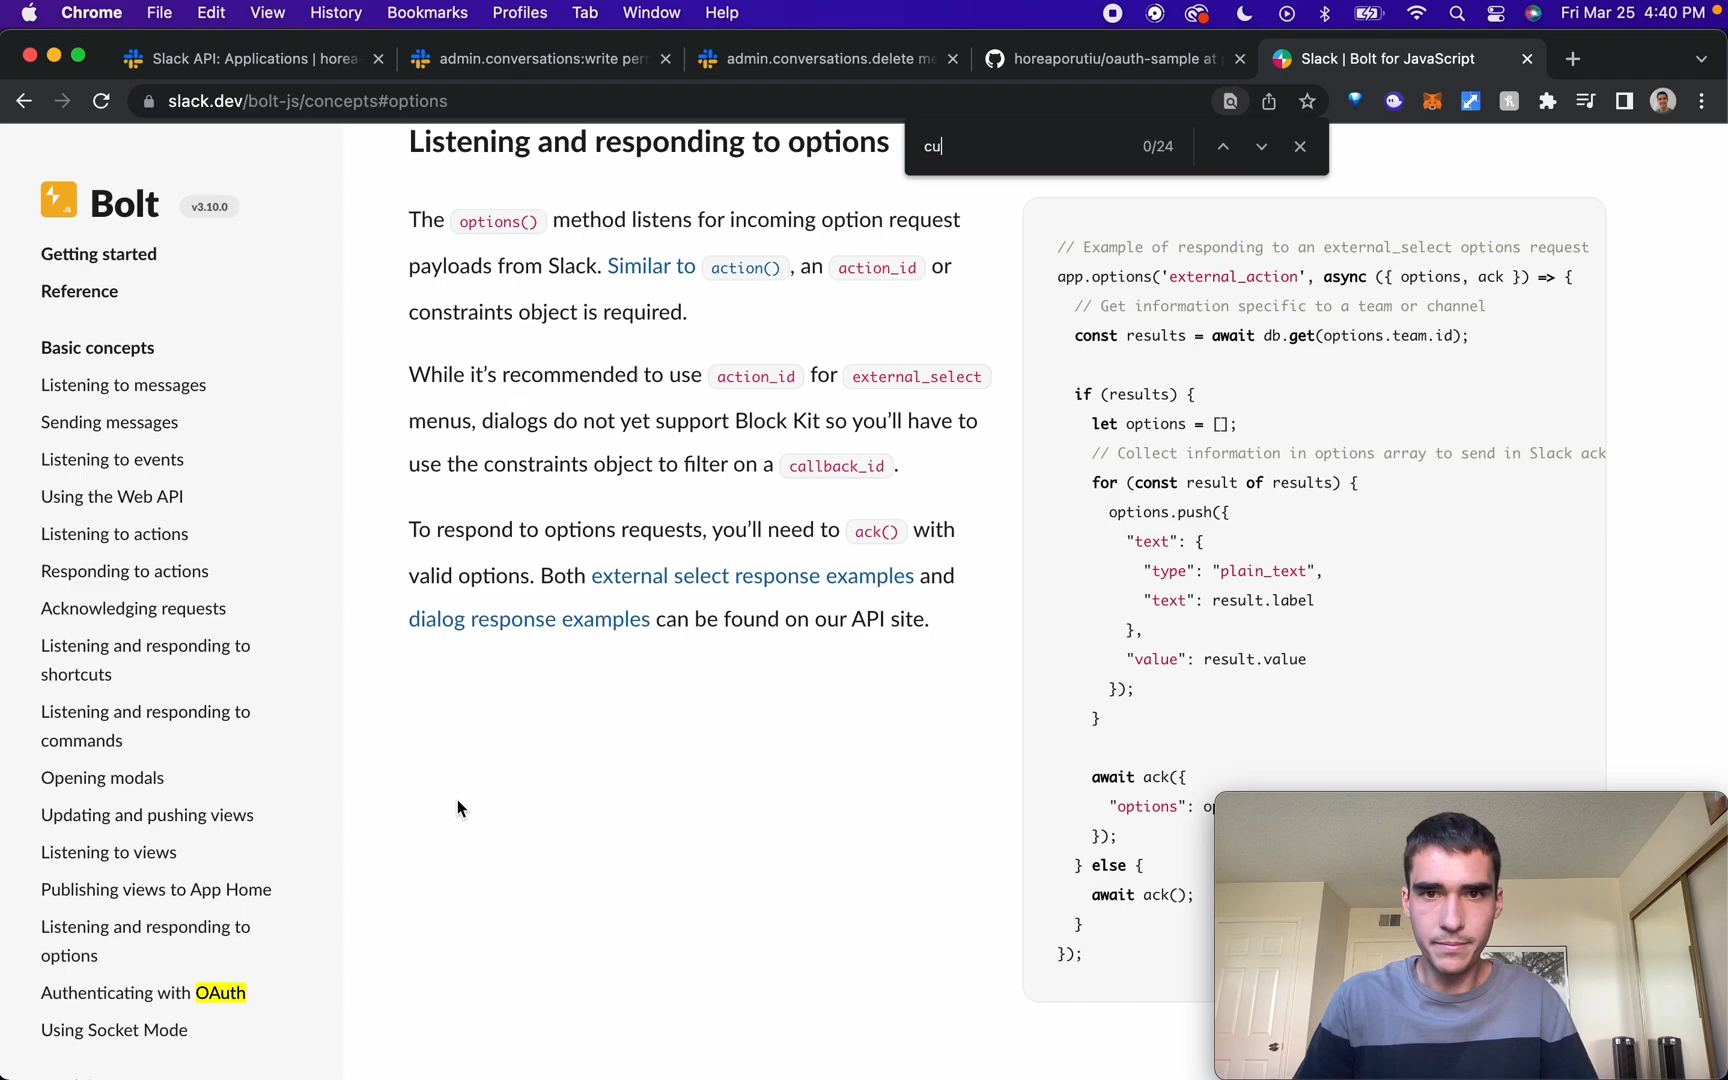 Chrome File Edit View History Bookmarks Profiles Tab Window Help Fri Mar 25 4:40 PM
Slack API: Applications | horea admin.conversations:write per admin.conversations.delete me horeaporutiu/oauth-sample at Slack | Bolt for JavaScript
slack.dev/bolt-js/concepts#options
cu 0/24
Bolt v3.10.0
Getting started
Reference
Basic concepts
Listening to messages
Sending messages
Listening to events
Using the Web API
Listening to actions
Responding to actions
Acknowledging requests
Listening and responding to
shortcuts
Listening and responding to
commands
Opening modals
Updating and pushing views
Listening to views
Publishing views to App Home
Listening and responding to
options
Authenticating with OAuth
Using Socket Mode
Listening and responding to options
The options() method listens for incoming option request
payloads from Slack. Similar to action() , an action_id or
constraints object is required.
While it’s recommended to use action_id for external_select
menus, dialogs do not yet support Block Kit so you’ll have to
use the constraints object to filter on a callback_id .
To respond to options requests, you’ll need to ack() with
valid options. Both external select response examples and
dialog response examples can be found on our API site.
// Example of responding to an external_select options request
app.options('external_action', async ({ options, ack }) => {
// Get information specific to a team or channel
const results = await db.get(options.team.id);
if (results) {
let options = [];
// Collect information in options array to send in Slack ack
for (const result of results) {
options.push({
"text": {
"type": "plain_text",
"text": result.label
},
"value": result.value
});
}
await ack({
"options": op
});
} else {
await ack();
}
});